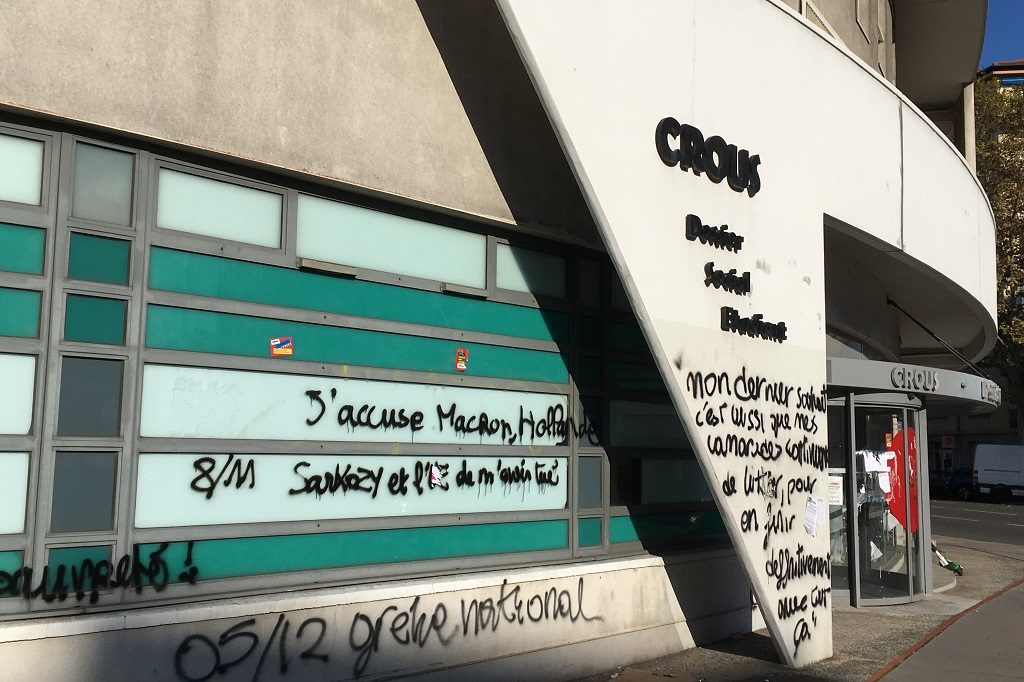 CROUS
Dossier
Social
Etudiant
CROUS
J'accuse Macron, Hollande
8/11 Sarkozy et l' de m'avoir tué
05/12 grève national
mon dernier souhait
c'est aussi que mes
camarades continuent
de lutter, pour
en finir
définitivement
avec tout
ça"